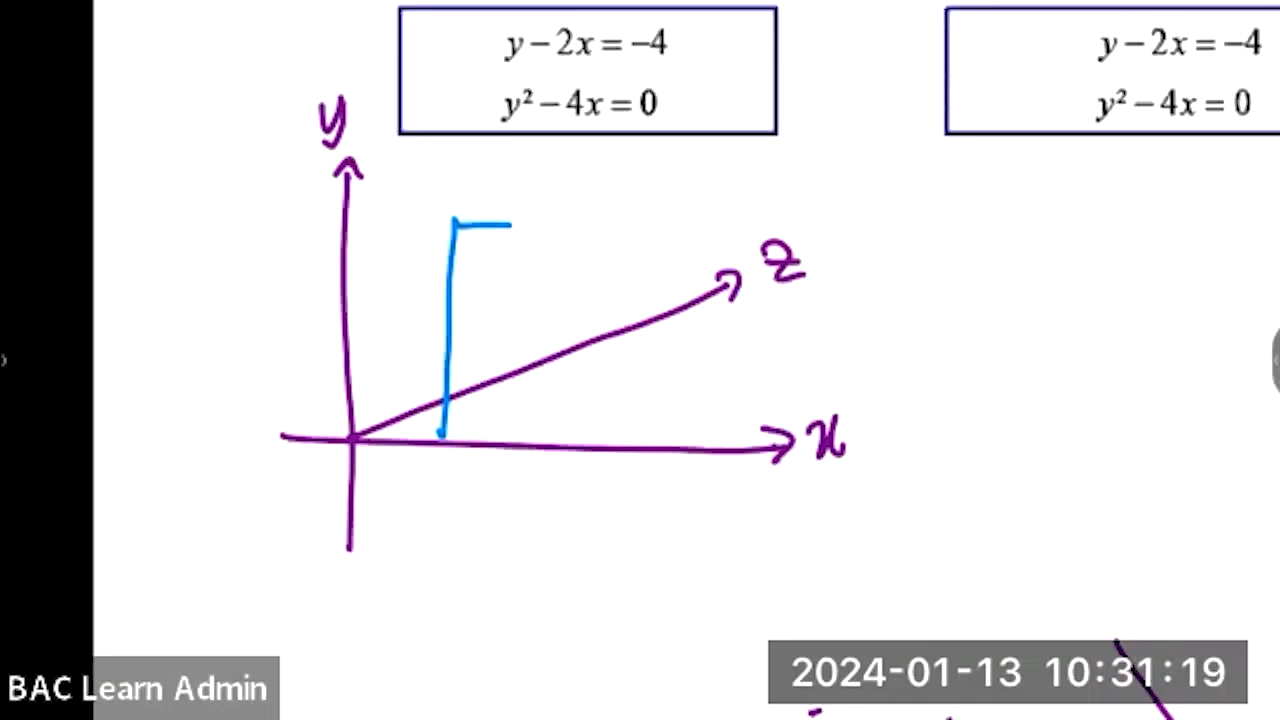 y − 2x = −4
y² − 4x = 0
y − 2x = −4
y² − 4x = 0
y
z
x
2024-01-13 10:31:19
BAC Learn Admin